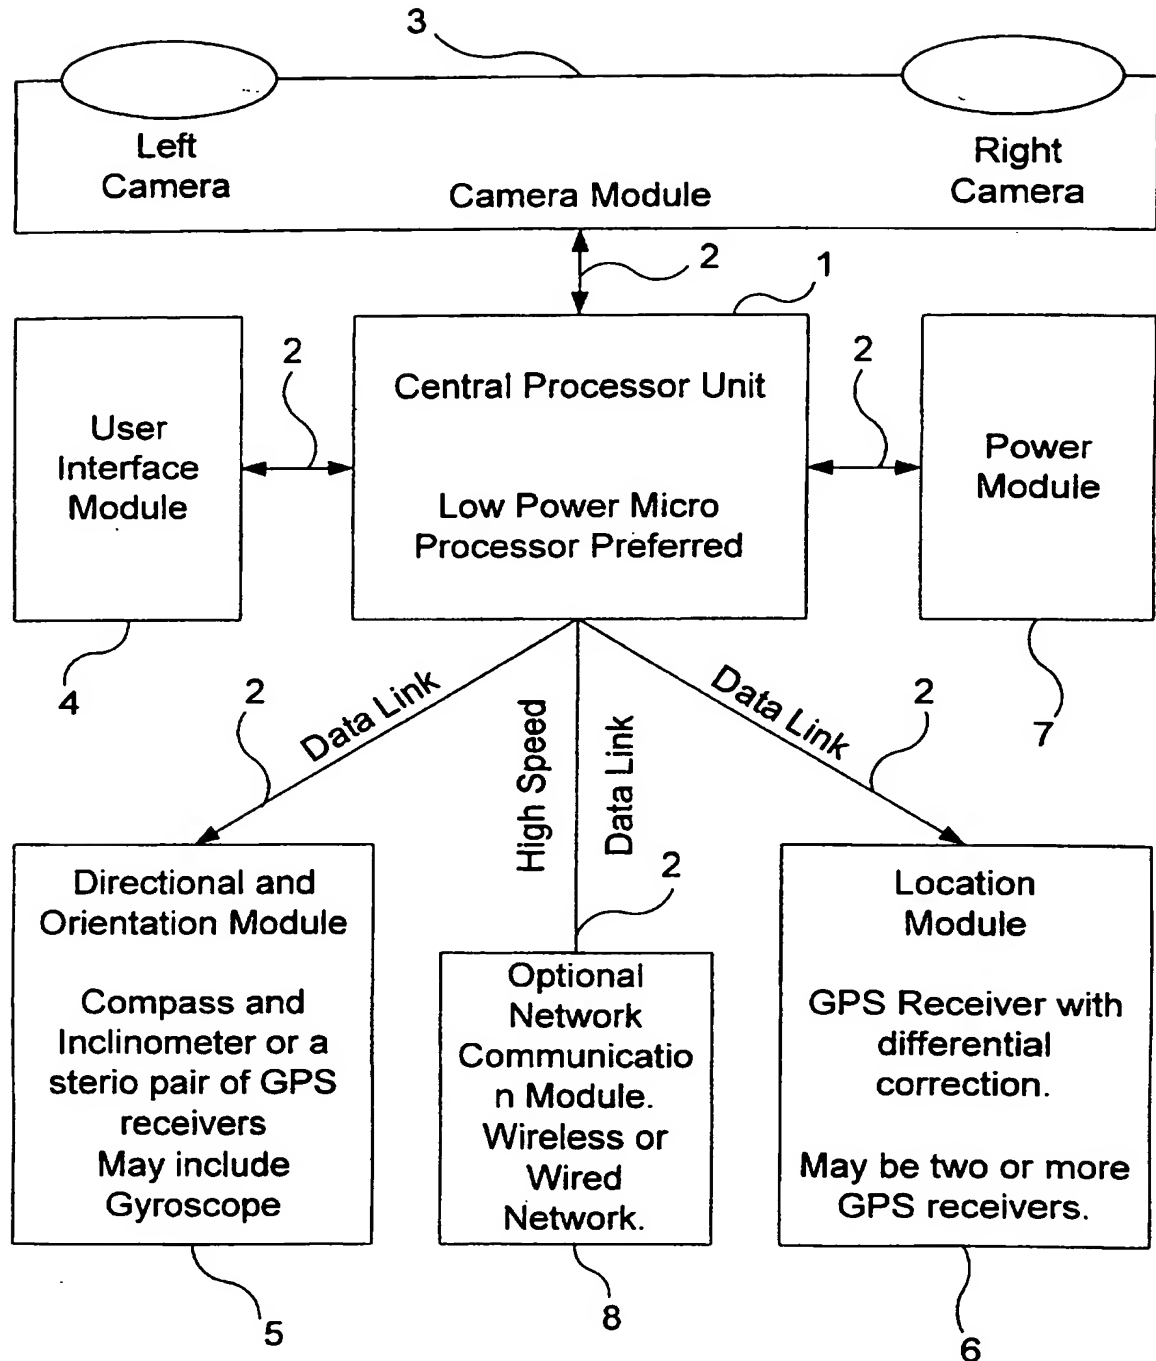 3
Left
Camera
Right
Camera
Camera Module
2
1
User
Interface
Module
2
Central Processor Unit
Low Power Micro
Processor Preferred
2
Power
Module
4
7
2
Data Link
High Speed
Data Link
2
Data Link
2
Directional and
Orientation Module
Compass and
Inclinometer or a
sterio pair of GPS
receivers
May include
Gyroscope
Optional
Network
Communicatio
n Module.
Wireless or
Wired
Network.
Location
Module
GPS Receiver with
differential
correction.
May be two or more
GPS receivers.
5
8
6